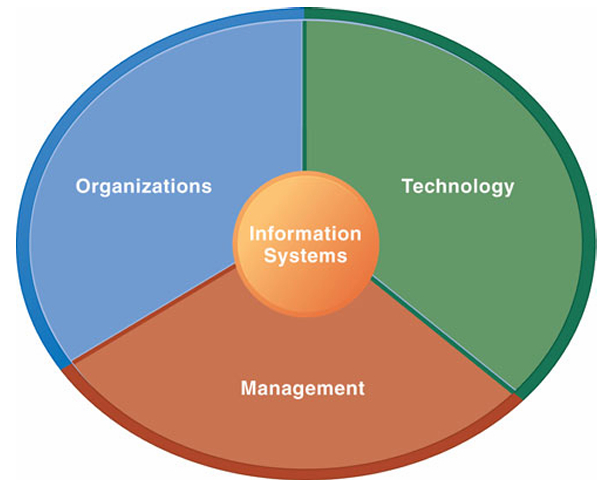 Organizations
Technology
Information
Systems
Management